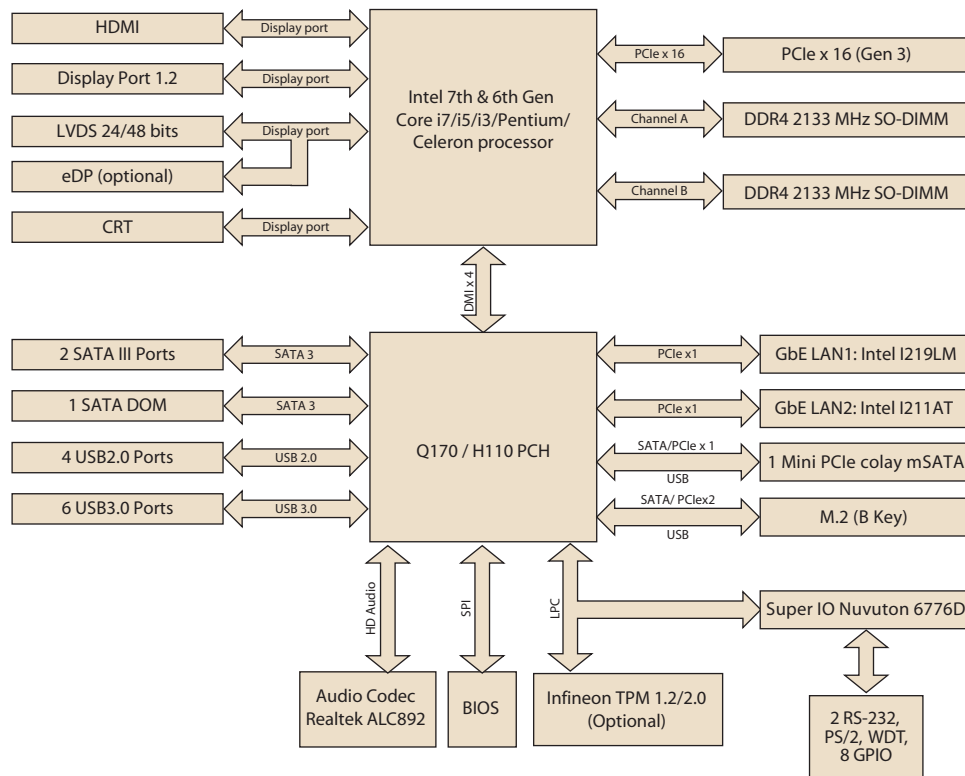 HDMI
Display port
Display Port 1.2
Display port
LVDS 24/48 bits
Display port
eDP (optional)
CRT
Display port
Intel 7th & 6th Gen
Core i7/i5/i3/Pentium/
Celeron processor
PCIe x 16
PCIe x 16 (Gen 3)
Channel A
DDR4 2133 MHz SO-DIMM
Channel B
DDR4 2133 MHz SO-DIMM
DMI x 4
2 SATA III Ports
SATA 3
1 SATA DOM
SATA 3
4 USB2.0 Ports
USB 2.0
6 USB3.0 Ports
USB 3.0
Q170 / H110 PCH
PCIe x1
GbE LAN1: Intel I219LM
PCIe x1
GbE LAN2: Intel I211AT
SATA/PCIe x 1
USB
1 Mini PCIe colay mSATA
SATA/ PCIex2
USB
M.2 (B Key)
HD Audio
SPI
LPC
Super IO Nuvuton 6776D
Audio Codec
Realtek ALC892
BIOS
Infineon TPM 1.2/2.0
(Optional)
2 RS-232,
PS/2, WDT,
8 GPIO